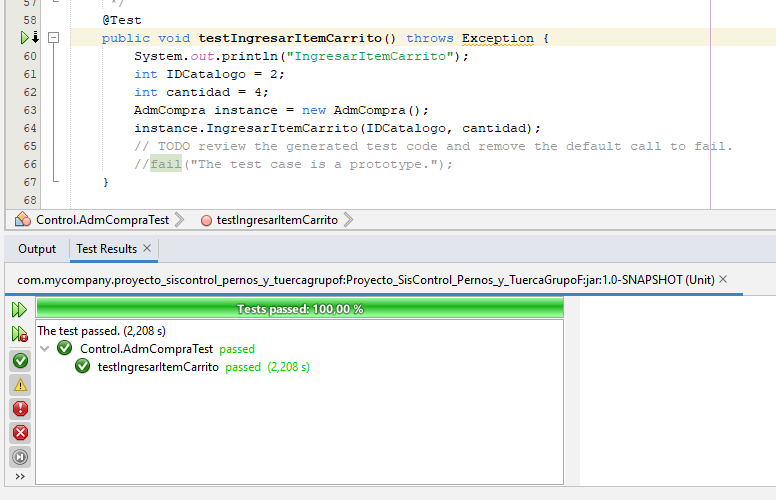 57 */
58 @Test
public void testIngresarItemCarrito() throws Exception {
60 System.out.println("IngresarItemCarrito");
61 int IDCatalogo = 2;
62 int cantidad = 4;
63 AdmCompra instance = new AdmCompra();
64 instance.IngresarItemCarrito(IDCatalogo, cantidad);
65 // TODO review the generated test code and remove the default call to fail.
66 //fail("The test case is a prototype.");
67 }
68
Control.AdmCompraTest testIngresarItemCarrito
Output Test Results
com.mycompany.proyecto_siscontrol_pernos_y_tuercagrupof:Proyecto_SisControl_Pernos_y_TuercaGrupoF:jar:1.0-SNAPSHOT (Unit)
Tests passed: 100,00 %
The test passed. (2,208 s)
Control.AdmCompraTest passed
testIngresarItemCarrito passed (2,208 s)